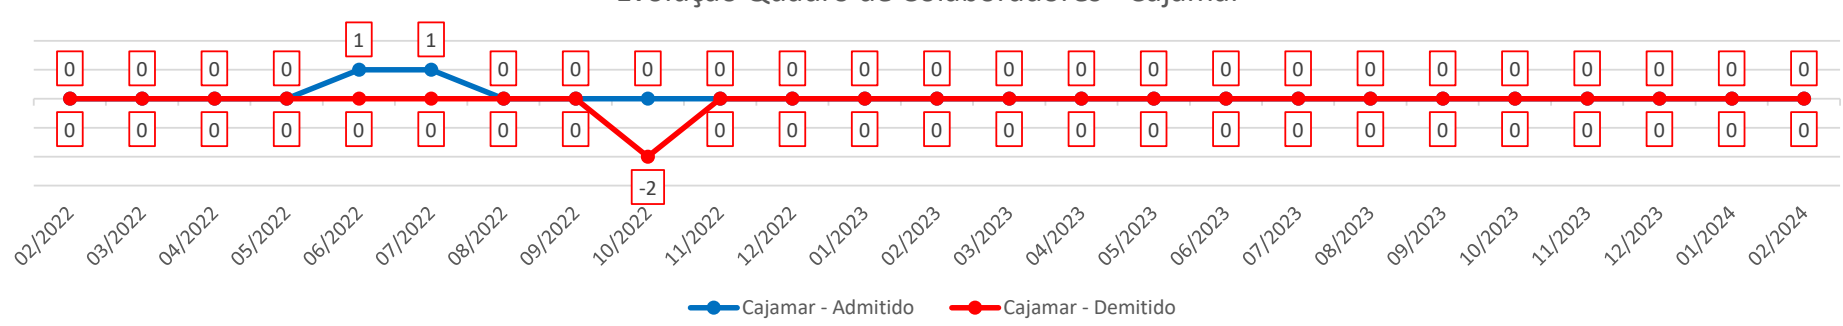 Evolução Quadro de Colaboradores - Cajamar
1 1
0 0 0 0 0 0 0 0 0 0 0 0 0 0 0 0 0 0 0 0 0 0 0
0 0 0 0 0 0 0 0 0 0 0 0 0 0 0 0 0 0 0 0 0 0 0 0
-2
02/2022 03/2022 04/2022 05/2022 06/2022 07/2022 08/2022 09/2022 10/2022 11/2022 12/2022 01/2023 02/2023 03/2023 04/2023 05/2023 06/2023 07/2023 08/2023 09/2023 10/2023 11/2023 12/2023 01/2024 02/2024
Cajamar - Admitido Cajamar - Demitido